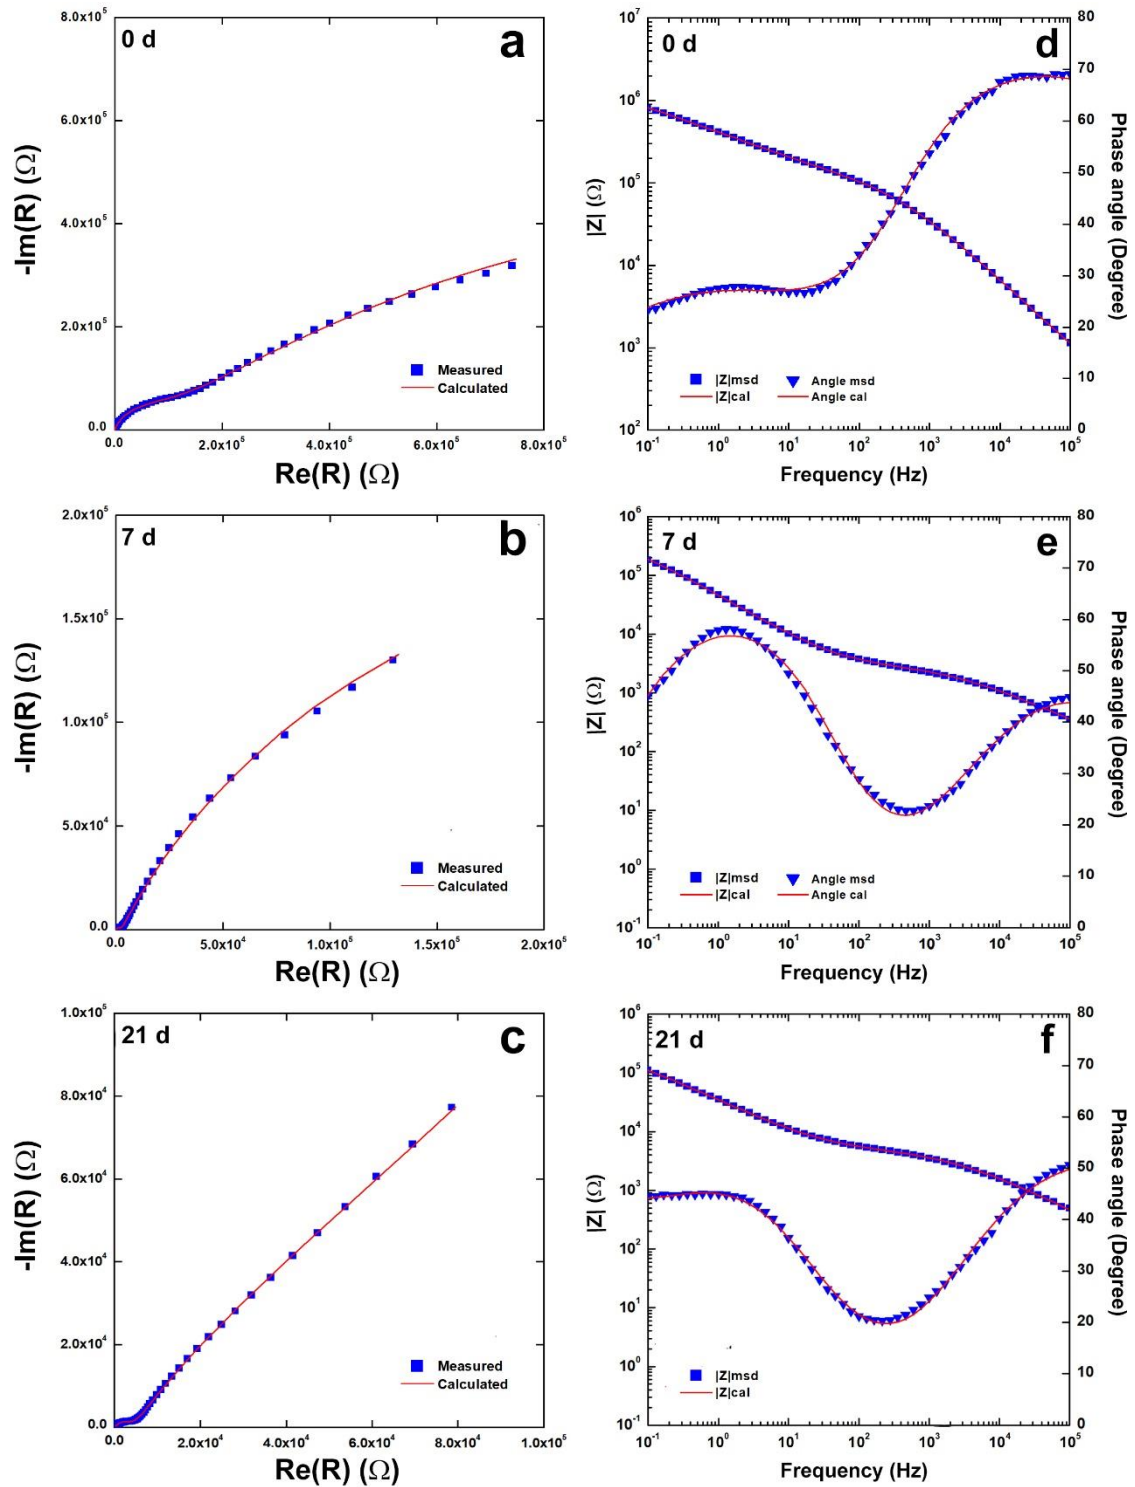 8.0x10⁵
0 d
a
6.0x10⁵
4.0x10⁵
2.0x10⁵
0.0
-Im(R) (Ω)
Measured
Calculated
0.0 2.0x10⁵ 4.0x10⁵ 6.0x10⁵ 8.0x10⁵
Re(R) (Ω)
10⁷ 80
0 d
d
70
10⁶
60
50
10⁵
40
10⁴
30
20
10³
10
10² 0
|Z| (Ω)
Phase angle (Degree)
|Z|msd Angle msd
|Z|cal Angle cal
10⁻¹ 10⁰ 10¹ 10² 10³ 10⁴ 10⁵
Frequency (Hz)
2.0x10⁵
7 d
b
1.5x10⁵
1.0x10⁵
5.0x10⁴
0.0
-Im(R) (Ω)
Measured
Calculated
0.0 5.0x10⁴ 1.0x10⁵ 1.5x10⁵ 2.0x10⁵
Re(R) (Ω)
10⁶ 80
7 d
e
70
10⁵
60
10⁴
50
10³
40
10²
30
10¹
20
10⁰
10
10⁻¹ 0
|Z| (Ω)
Phase angle (Degree)
|Z|msd Angle msd
|Z|cal Angle cal
10⁻¹ 10⁰ 10¹ 10² 10³ 10⁴ 10⁵
Frequency (Hz)
1.0x10⁵
21 d
c
8.0x10⁴
6.0x10⁴
4.0x10⁴
2.0x10⁴
0.0
-Im(R) (Ω)
Measured
Calculated
0.0 2.0x10⁴ 4.0x10⁴ 6.0x10⁴ 8.0x10⁴ 1.0x10⁵
Re(R) (Ω)
10⁶ 80
21 d
f
70
10⁵
60
10⁴
50
10³
40
10²
30
10¹
20
10⁰
10
10⁻¹ 0
|Z| (Ω)
Phase angle (Degree)
|Z|msd
|Z|cal
10⁻¹ 10⁰ 10¹ 10² 10³ 10⁴ 10⁵
Frequency (Hz)